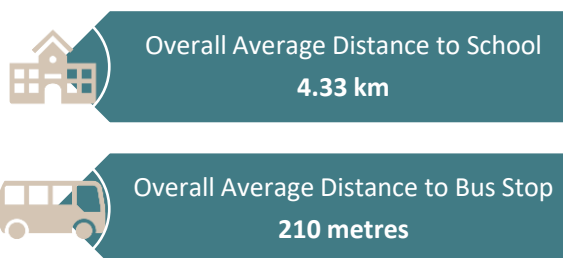 Overall Average Distance to School
4.33 km
Overall Average Distance to Bus Stop
210 metres